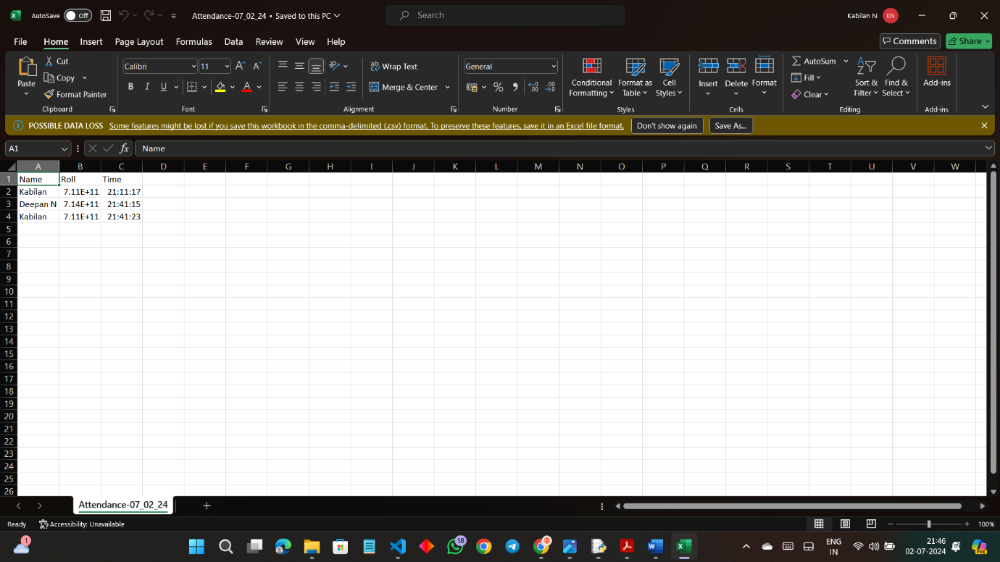 AutoSave Off Attendance-07_02_24 • Saved to this PC Search Kabilan N KN
File Home Insert Page Layout Formulas Data Review View Help Comments Share
Paste Cut Copy Format Painter Clipboard
Calibri 11 B I U A Font
ab Wrap Text Merge & Center Alignment
General % Number
Conditional Formatting Format as Table Cell Styles Styles
Insert Delete Format Cells
AutoSum Fill Clear Sort & Filter Find & Select Editing
Add-ins Add-ins
POSSIBLE DATA LOSS Some features might be lost if you save this workbook in the comma-delimited (.csv) format. To preserve these features, save it in an Excel file format. Don't show again Save As...
A1 fx Name
A B C D E F G H I J K L M N O P Q R S T U V W
1 Name Roll Time
2 Kabilan 7.11E+11 21:11:17
3 Deepan N 7.14E+11 21:41:15
4 Kabilan 7.11E+11 21:41:23
5
6
7
8
9
10
11
12
13
14
15
16
17
18
19
20
21
22
23
24
25
26
Attendance-07_02_24
Ready Accessibility: Unavailable 100%
1 18 ENG IN 21:46 02-07-2024 PRE